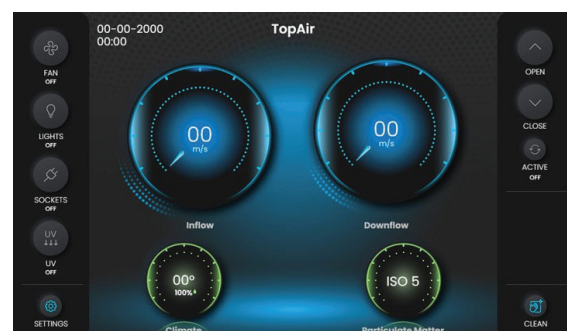 00-00-2000
00:00
TopAir
FAN
OFF
LIGHTS
OFF
SOCKETS
OFF
UV
UV
OFF
SETTINGS
00
m/s
Inflow
00
m/s
Downflow
00°
100%
Climate
ISO 5
Particulate Matter
OPEN
CLOSE
ACTIVE
OFF
CLEAN